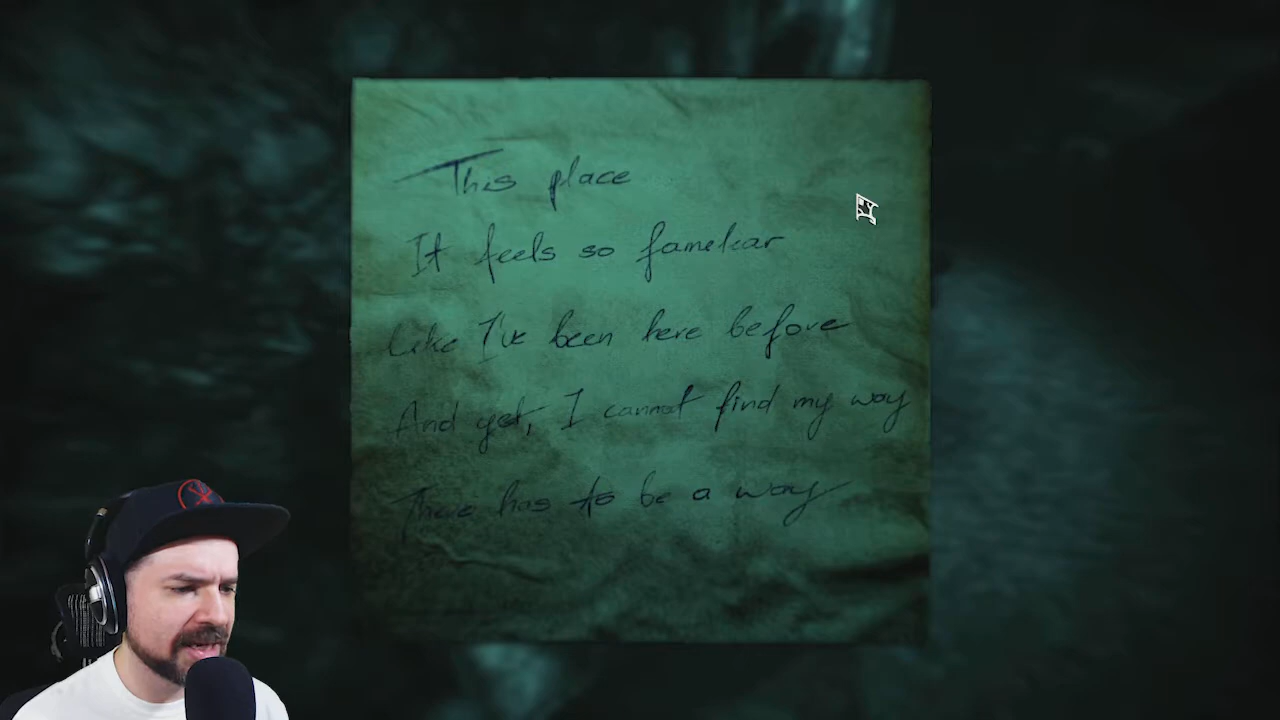 This place
It feels so familiar
Like I've been here before
And yet, I cannot find my way
There has to be a way